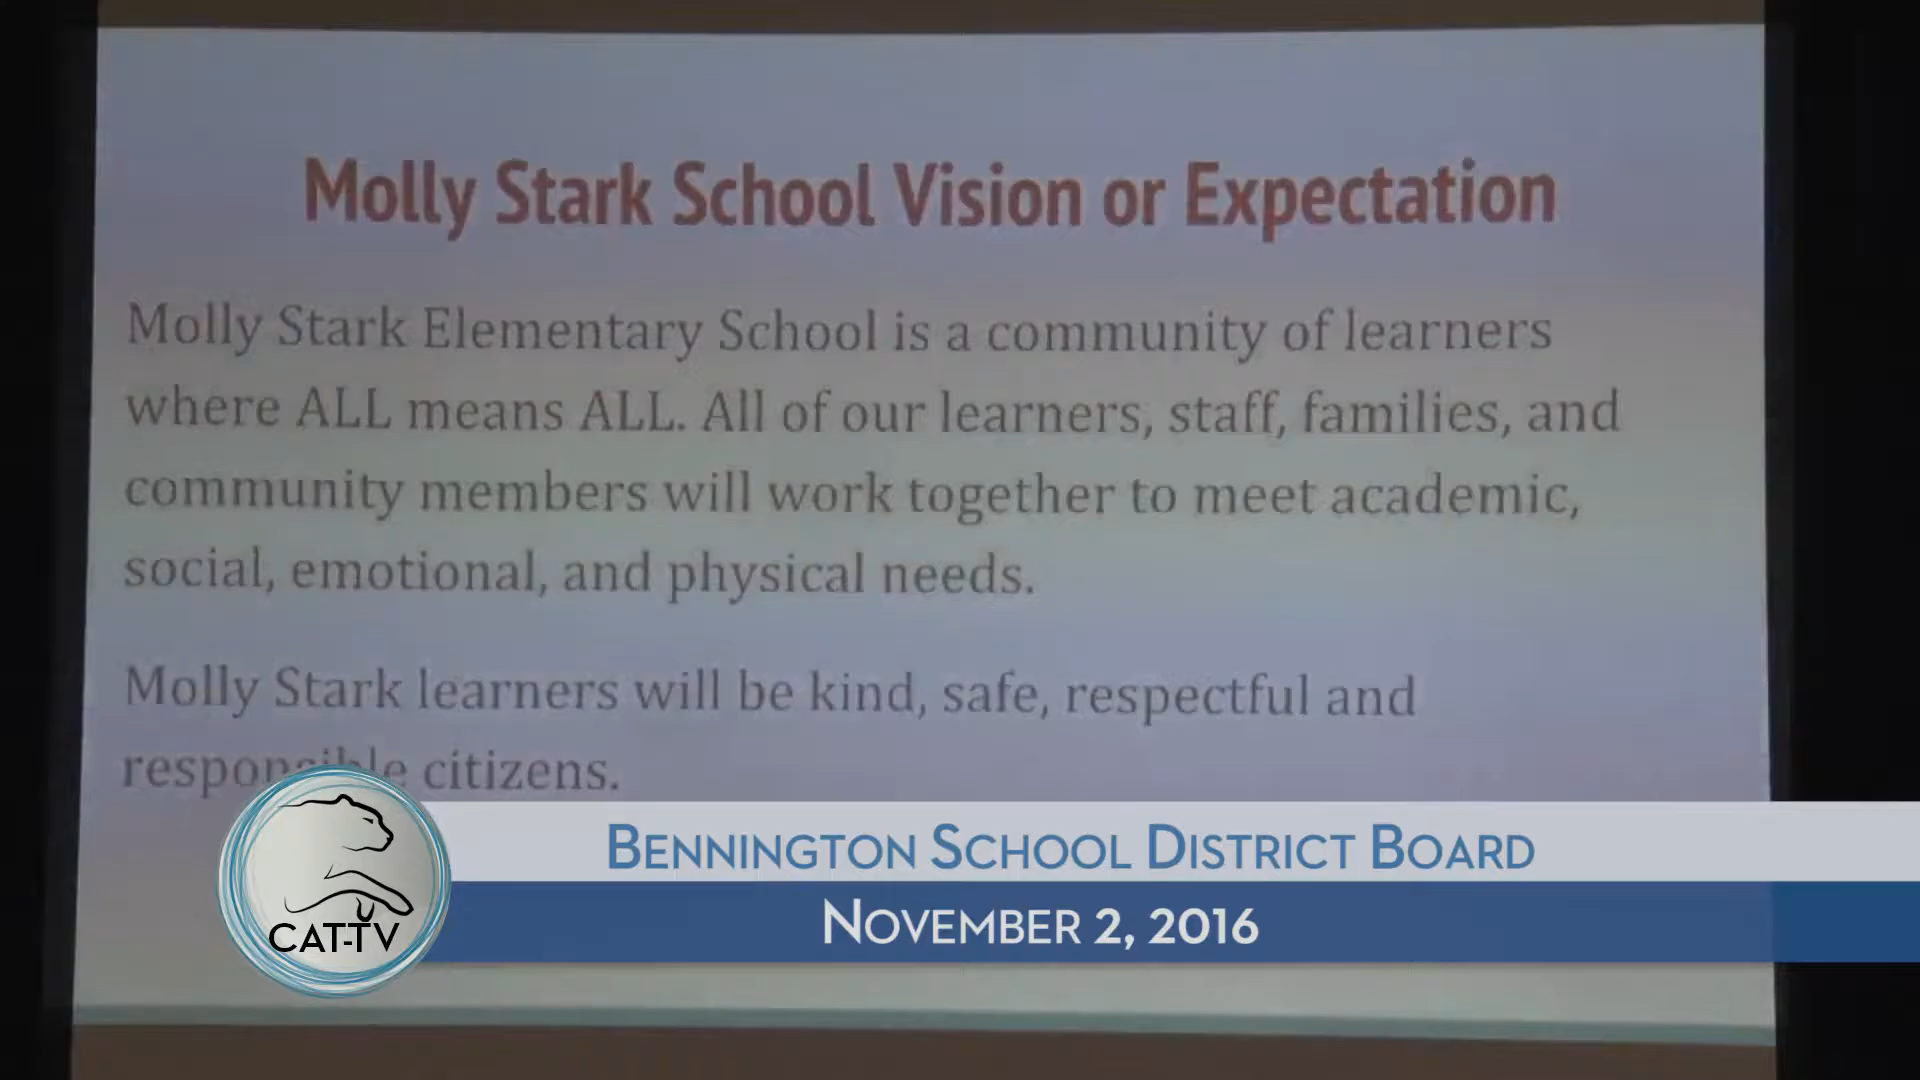 Molly Stark School Vision or Expectation
Molly Stark Elementary School is a community of learners
where ALL means ALL. All of our learners, staff, families, and
community members will work together to meet academic,
social, emotional, and physical needs.
Molly Stark learners will be kind, safe, respectful and
responsible citizens.
BENNINGTON SCHOOL DISTRICT BOARD
NOVEMBER 2, 2016
CAT-TV